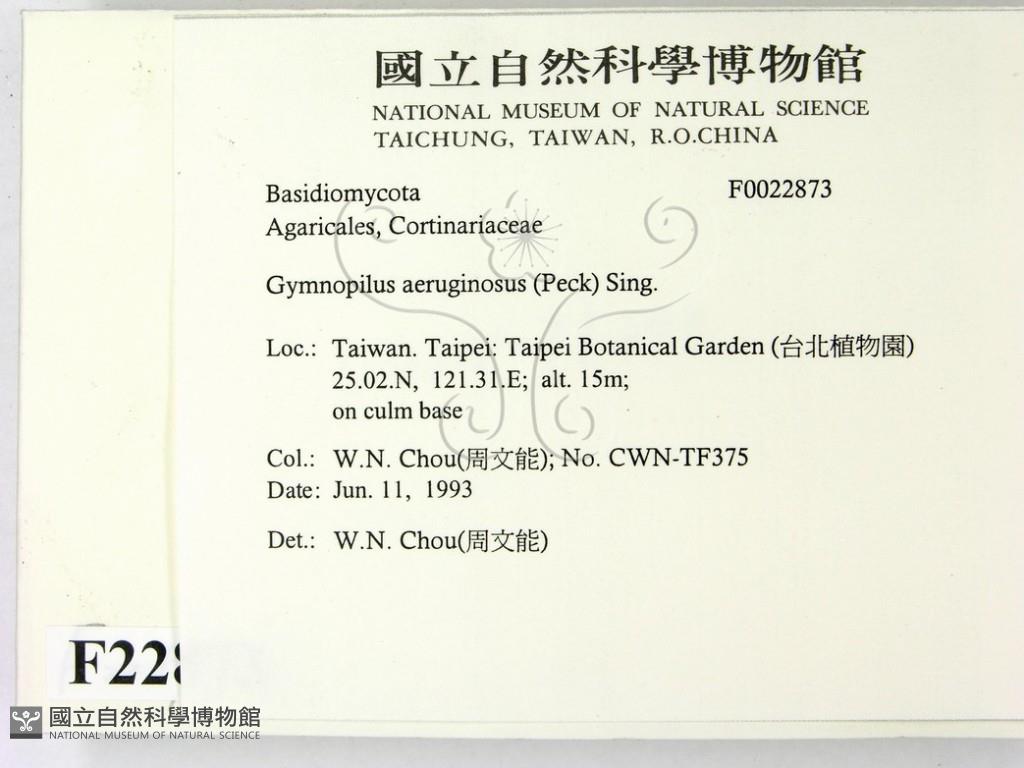 國立自然科學博物館
NATIONAL MUSEUM OF NATURAL SCIENCE
TAICHUNG, TAIWAN, R.O.CHINA
Basidiomycota F0022873
Agaricales, Cortinariaceae
Gymnopilus aeruginosus (Peck) Sing.
Loc.: Taiwan. Taipei: Taipei Botanical Garden (台北植物園)
25.02.N, 121.31.E; alt. 15m;
on culm base
Col.: W.N. Chou(周文能); No. CWN-TF375
Date: Jun. 11, 1993
Det.: W.N. Chou(周文能)
F228
國立自然科學博物館
NATIONAL MUSEUM OF NATURAL SCIENCE